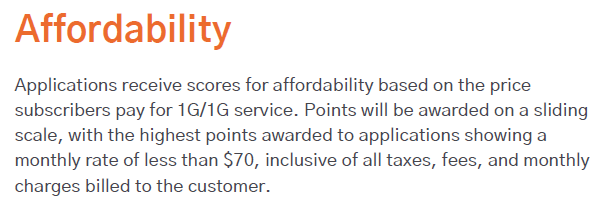 Affordability
Applications receive scores for affordability based on the price
subscribers pay for 1G/1G service. Points will be awarded on a sliding
scale, with the highest points awarded to applications showing a
monthly rate of less than $70, inclusive of all taxes, fees, and monthly
charges billed to the customer.